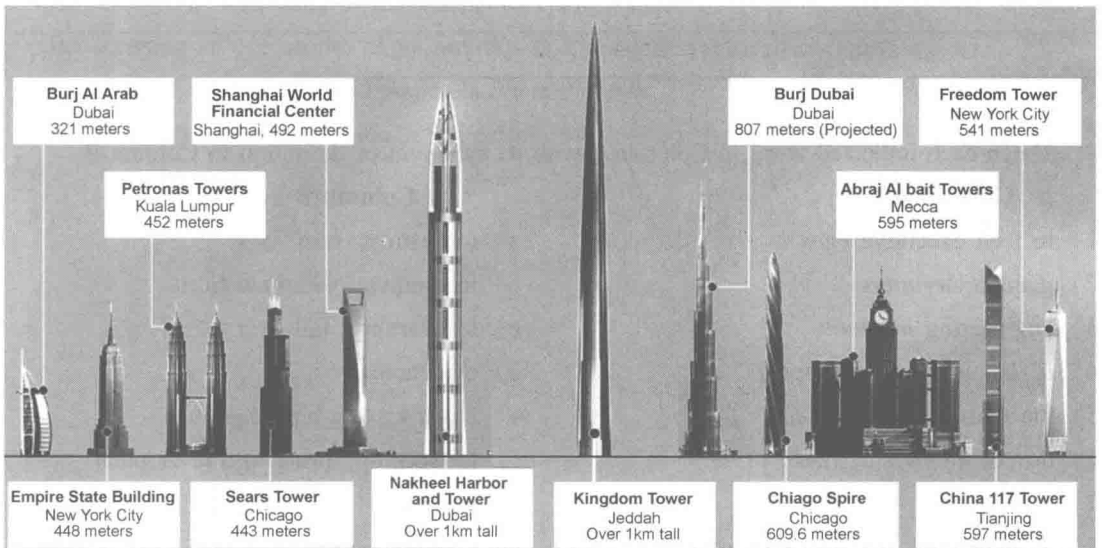 Burj Al Arab
Dubai
321 meters
Shanghai World
Financial Center
Shanghai, 492 meters
Burj Dubai
Dubai
807 meters (Projected)
Freedom Tower
New York City
541 meters
Petronas Towers
Kuala Lumpur
452 meters
Abraj Al bait Towers
Mecca
595 meters
Empire State Building
New York City
448 meters
Sears Tower
Chicago
443 meters
Nakheel Harbor
and Tower
Dubai
Over 1km tall
Kingdom Tower
Jeddah
Over 1km tall
Chiago Spire
Chicago
609.6 meters
China 117 Tower
Tianjing
597 meters